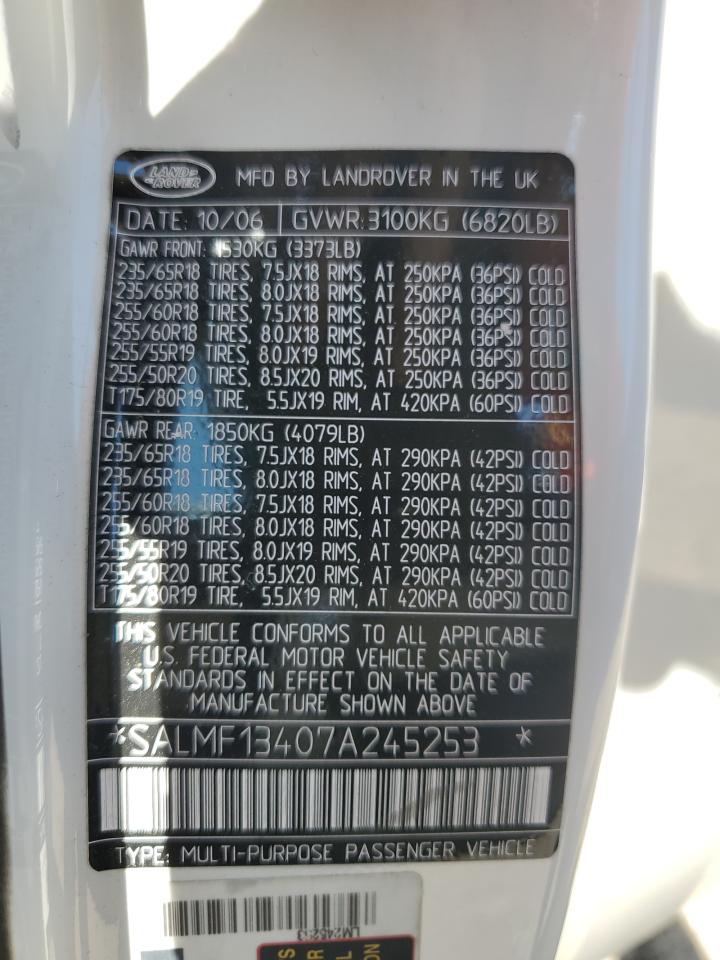 LAND-
-ROVER
MFD BY LANDROVER IN THE UK
DATE: 10/06 GVWR:3100KG (6820LB)
GAWR FRONT: 1530KG (3373LB)
235/65R18 TIRES, 7.5JX18 RIMS, AT 250KPA (36PSI) COLD
235/65R18 TIRES, 8.0JX18 RIMS, AT 250KPA (36PSI) COLD
255/60R18 TIRES, 7.5JX18 RIMS, AT 250KPA (36PSI) COLD
255/60R18 TIRES, 8.0JX18 RIMS, AT 250KPA (36PSI) COLD
255/55R19 TIRES, 8.0JX19 RIMS, AT 250KPA (36PSI) COLD
255/50R20 TIRES, 8.5JX20 RIMS, AT 250KPA (36PSI) COLD
T175/80R19 TIRE, 5.5JX19 RIM, AT 420KPA (60PSI) COLD
GAWR REAR: 1850KG (4079LB)
235/65R18 TIRES, 7.5JX18 RIMS, AT 290KPA (42PSI) COLD
235/65R18 TIRES, 8.0JX18 RIMS, AT 290KPA (42PSI) COLD
255/60R18 TIRES, 7.5JX18 RIMS, AT 290KPA (42PSI) COLD
255/60R18 TIRES, 8.0JX18 RIMS, AT 290KPA (42PSI) COLD
255/55R19 TIRES, 8.0JX19 RIMS, AT 290KPA (42PSI) COLD
255/50R20 TIRES, 8.5JX20 RIMS, AT 290KPA (42PSI) COLD
T175/80R19 TIRE, 5.5JX19 RIM, AT 420KPA (60PSI) COLD
THIS VEHICLE CONFORMS TO ALL APPLICABLE
U.S. FEDERAL MOTOR VEHICLE SAFETY
STANDARDS IN EFFECT ON THE DATE OF
MANUFACTURE SHOWN ABOVE
*SALMF13407A245253 *
TYPE: MULTI-PURPOSE PASSENGER VEHICLE
LM245253